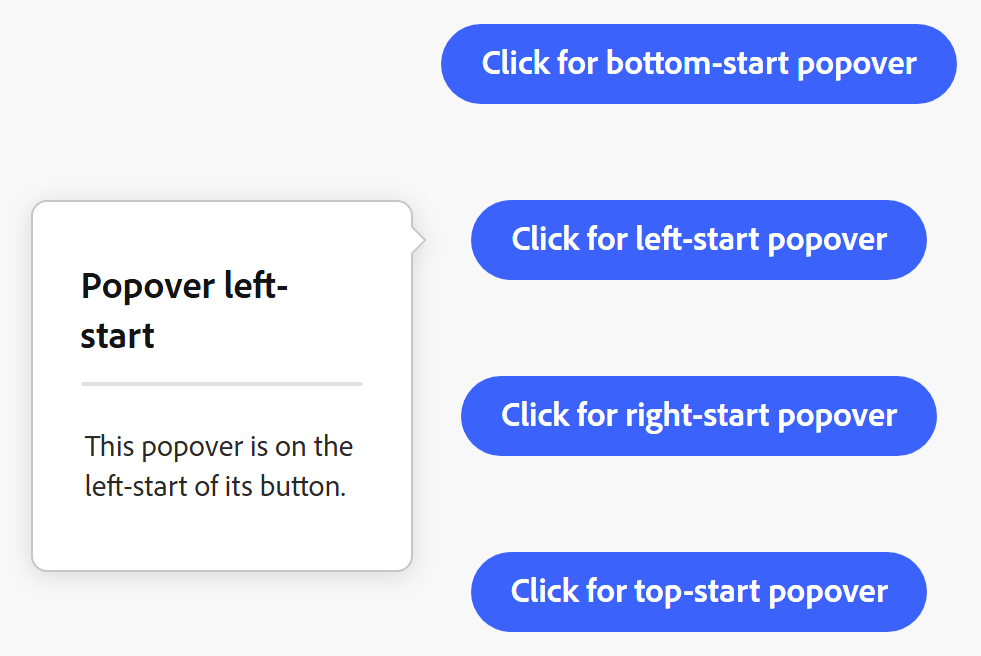 Click for bottom-start popover
Click for left-start popover
Popover left-
start
This popover is on the
left-start of its button.
Click for right-start popover
Click for top-start popover